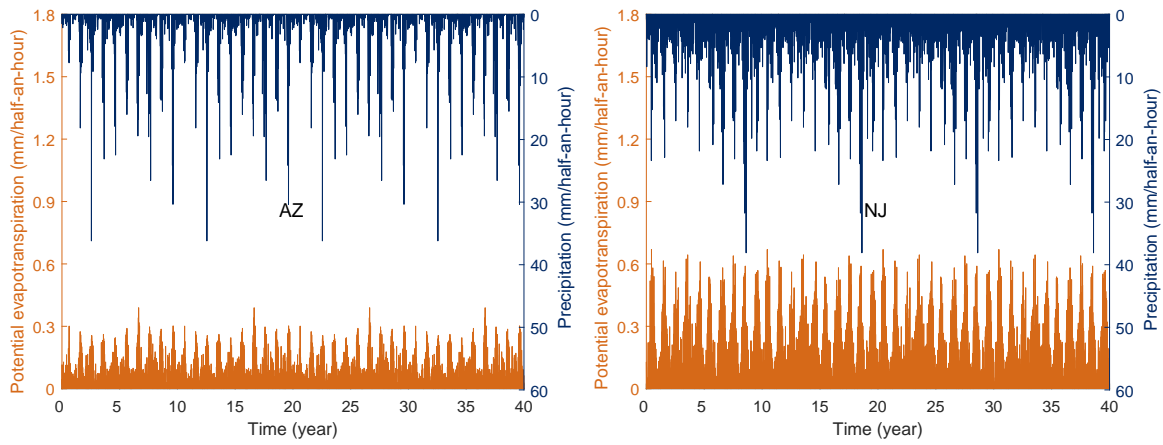 Potential evapotranspiration (mm/half-an-hour)
1.8
1.5
1.2
0.9
0.6
0.3
0
AZ
0
10
20
30
40
50
60
Precipitation (mm/half-an-hour)
0 5 10 15 20 25 30 35 40
Time (year)
Potential evapotranspiration (mm/half-an-hour)
1.8
1.5
1.2
0.9
0.6
0.3
0
NJ
0
10
20
30
40
50
60
Precipitation (mm/half-an-hour)
0 5 10 15 20 25 30 35 40
Time (year)